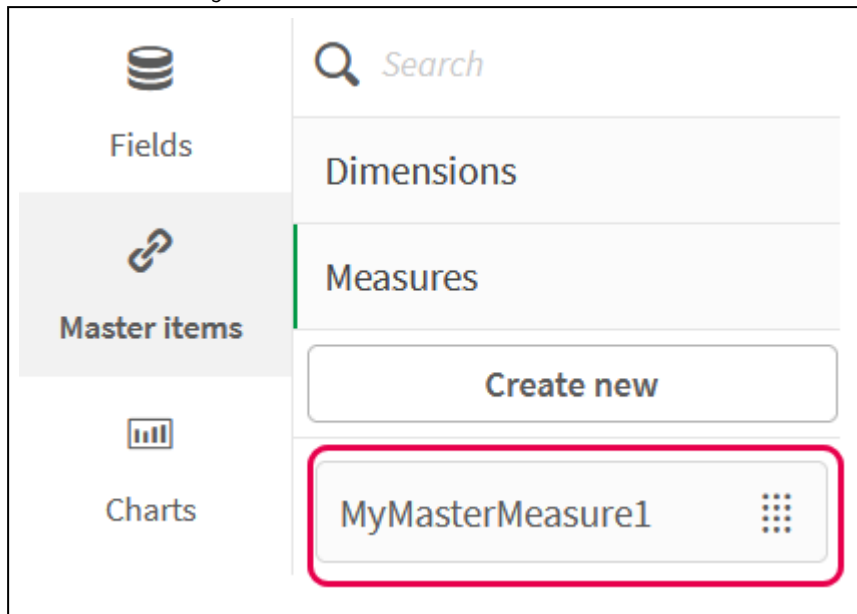 Search
Fields
Dimensions
Measures
Master items
Create new
Charts
MyMasterMeasure1